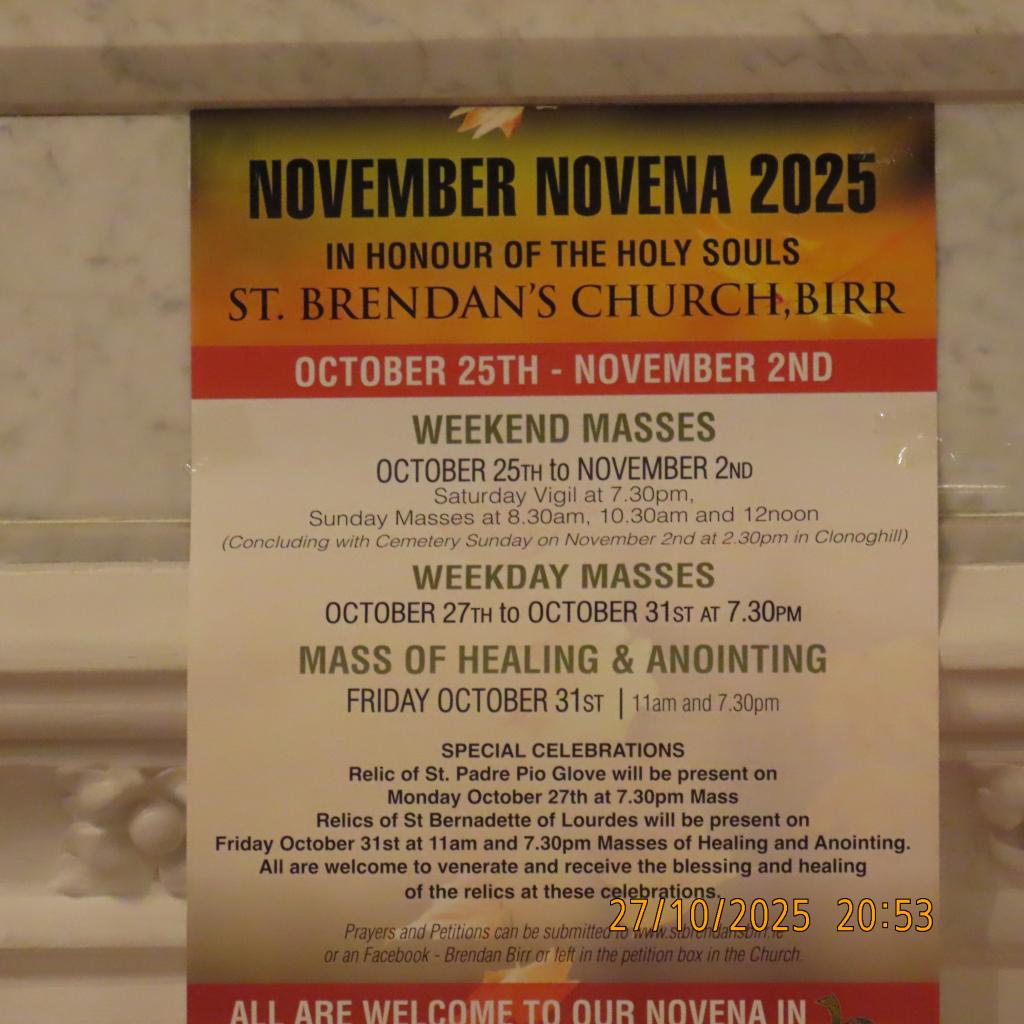 NOVEMBER NOVENA 2025
IN HONOUR OF THE HOLY SOULS
ST. BRENDAN'S CHURCH,BIRR
OCTOBER 25TH - NOVEMBER 2ND
WEEKEND MASSES
OCTOBER 25TH to NOVEMBER 2ND
Saturday Vigil at 7.30pm,
Sunday Masses at 8.30am, 10.30am and 12noon
(Concluding with Cemetery Sunday on November 2nd at 2.30pm in Clonoghill)
WEEKDAY MASSES
OCTOBER 27TH to OCTOBER 31ST AT 7.30PM
MASS OF HEALING & ANOINTING
FRIDAY OCTOBER 31ST | 11am and 7.30pm
SPECIAL CELEBRATIONS
Relic of St. Padre Pio Glove will be present on
Monday October 27th at 7.30pm Mass
Relics of St Bernadette of Lourdes will be present on
Friday October 31st at 11am and 7.30pm Masses of Healing and Anointing.
All are welcome to venerate and receive the blessing and healing
of the relics at these celebrations.
27/10/2025 20:53
Prayers and Petitions can be submitted to www.stbrendansbirr.ie
or an Facebook - Brendan Birr or left in the petition box in the Church.
ALL ARE WELCOME TO OUR NOVENA IN